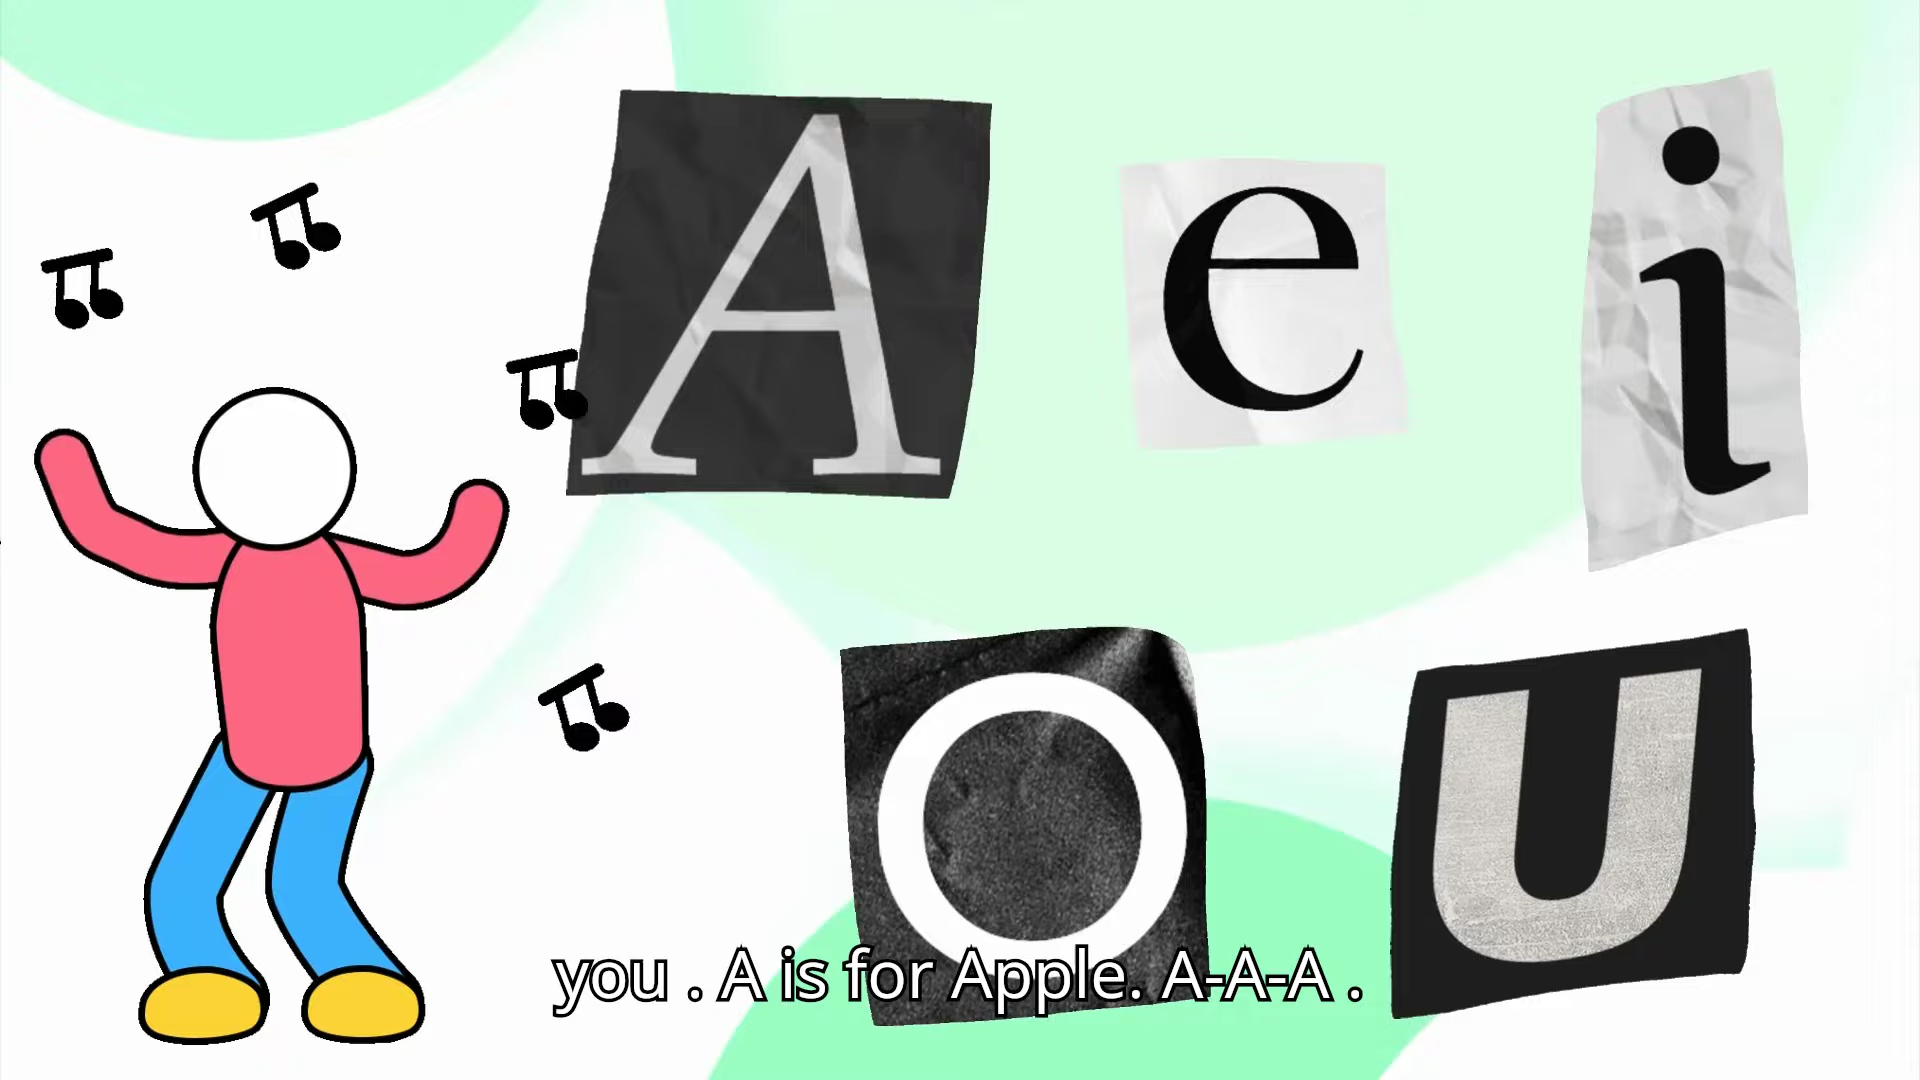 A e i
O U
you . A is for Apple. A-A-A .